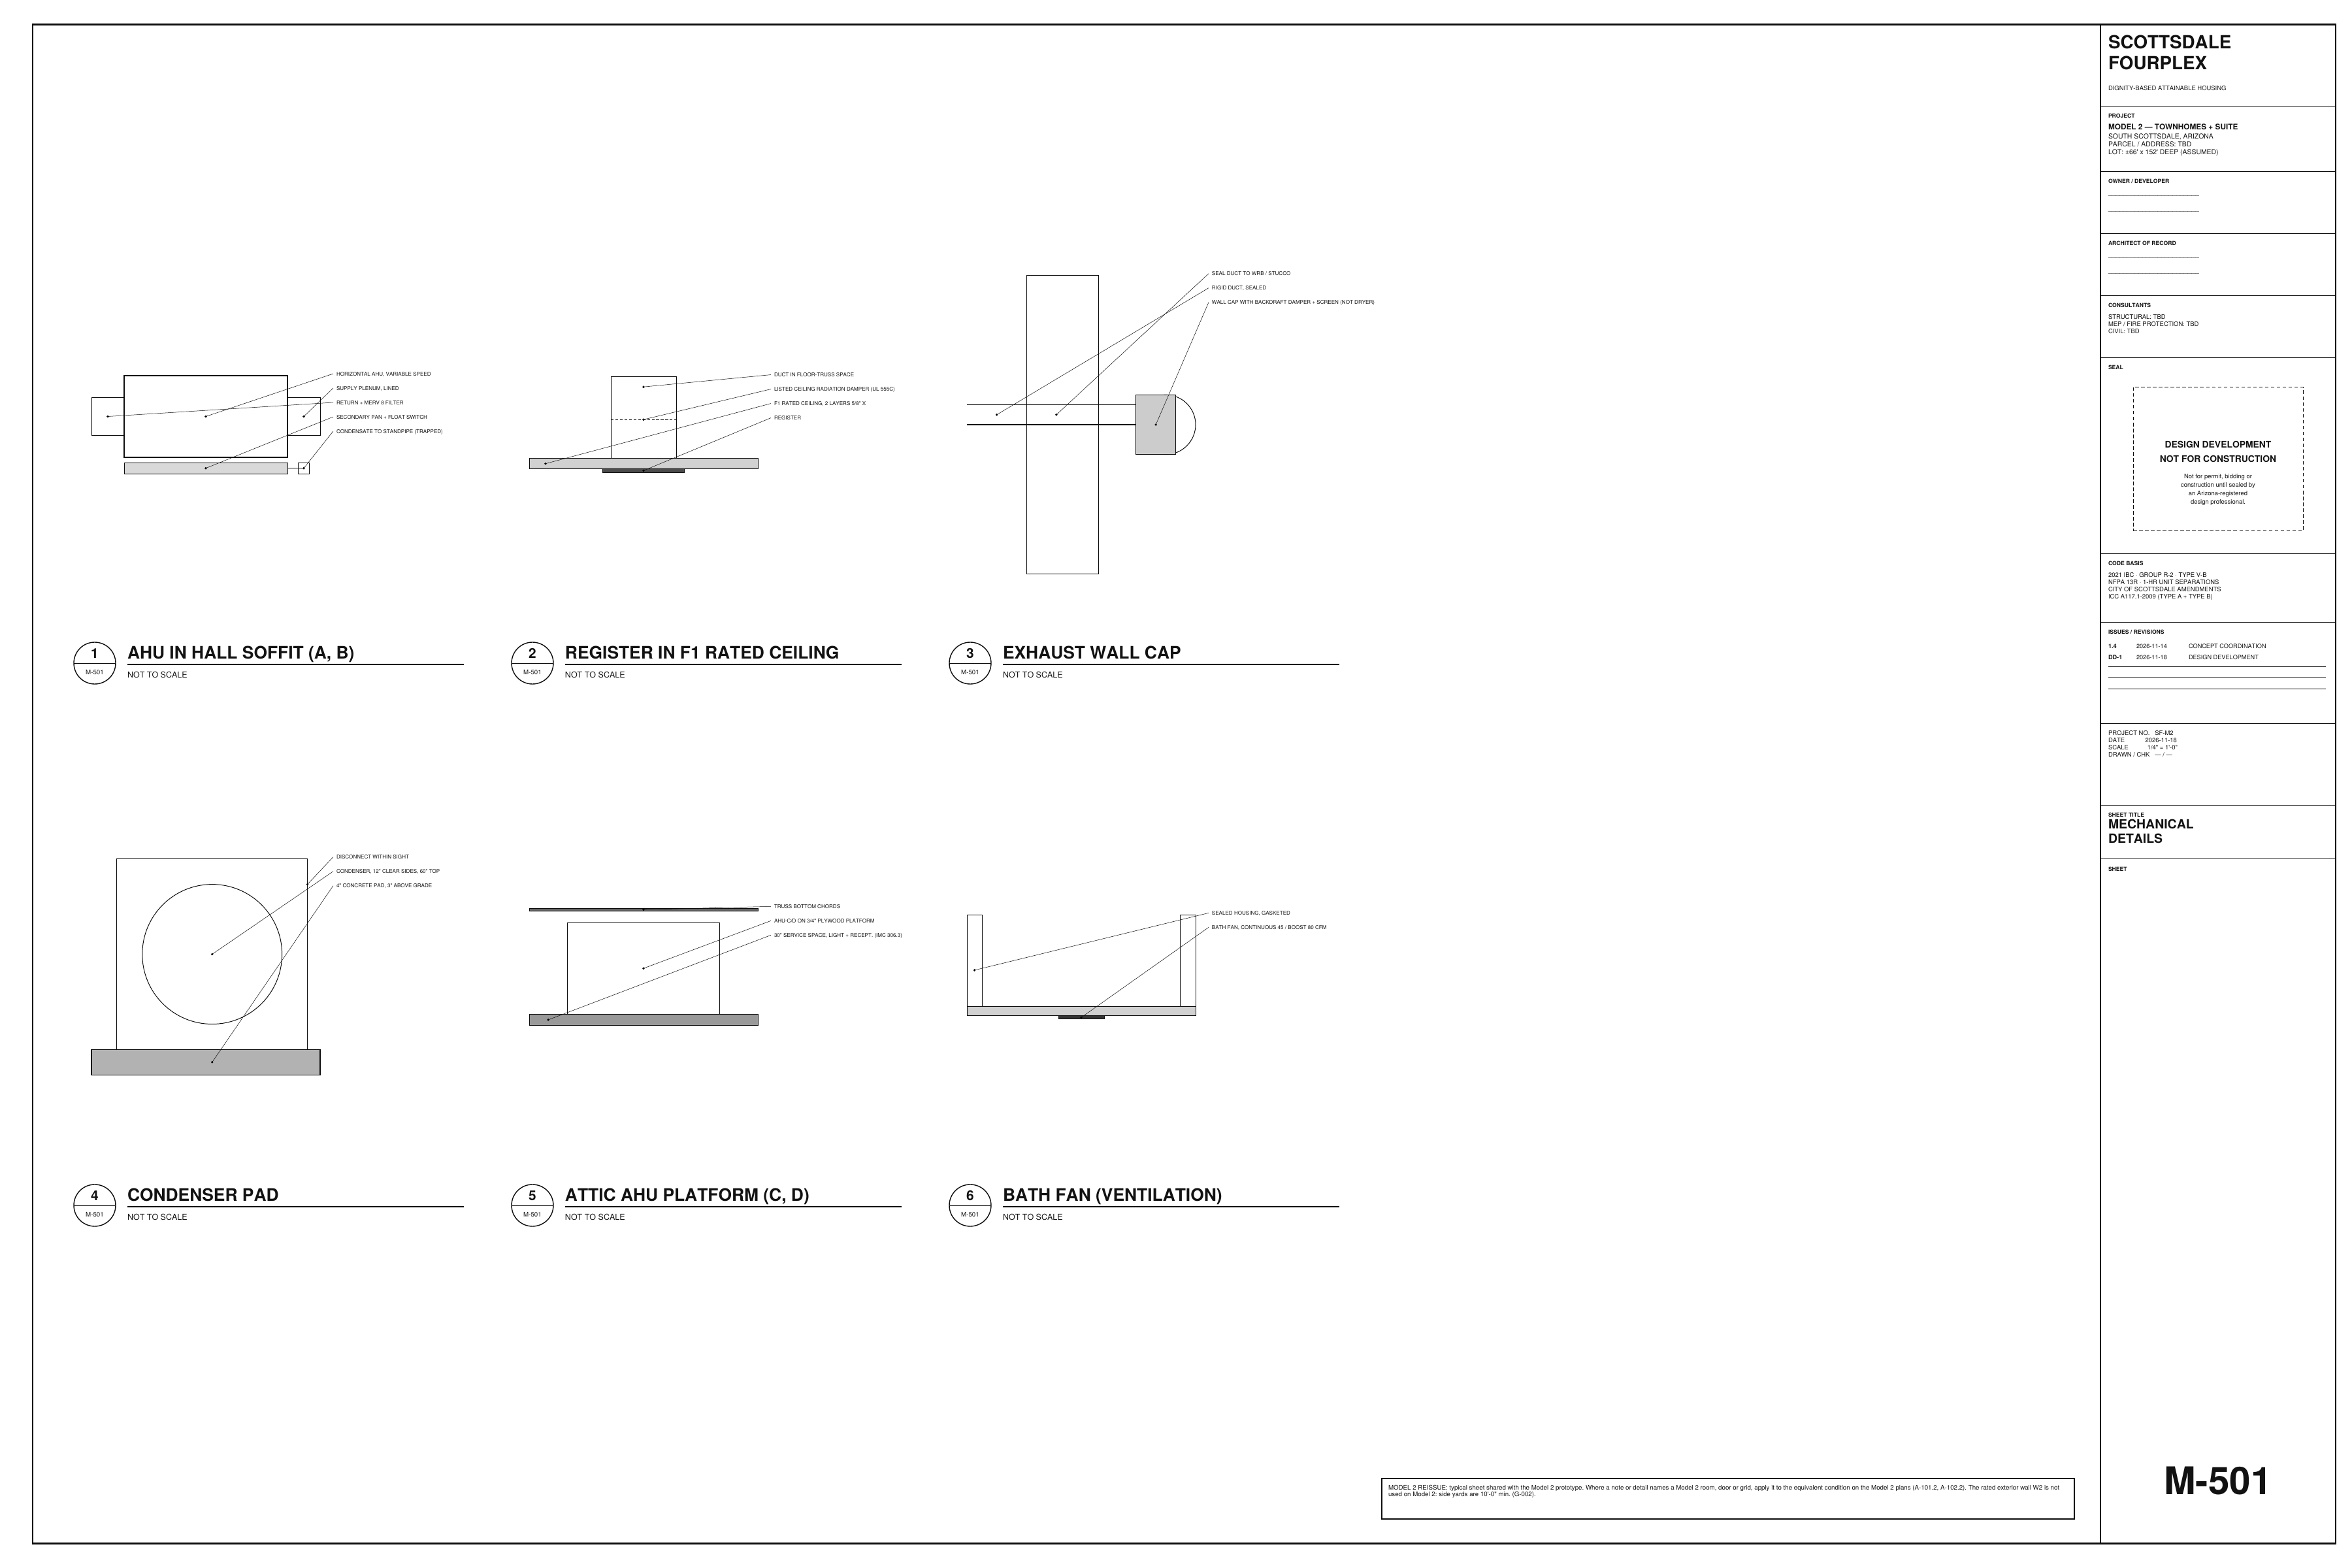 HORIZONTAL AHU, VARIABLE SPEED
SUPPLY PLENUM, LINED
RETURN + MERV 8 FILTER
SECONDARY PAN + FLOAT SWITCH
CONDENSATE TO STANDPIPE (TRAPPED)
1
M-501
AHU IN HALL SOFFIT (A, B)
NOT TO SCALE
DUCT IN FLOOR-TRUSS SPACE
LISTED CEILING RADIATION DAMPER (UL 555C)
F1 RATED CEILING, 2 LAYERS 5/8" X
REGISTER
2
M-501
REGISTER IN F1 RATED CEILING
NOT TO SCALE
SEAL DUCT TO WRB / STUCCO
RIGID DUCT, SEALED
WALL CAP WITH BACKDRAFT DAMPER + SCREEN (NOT DRYER)
3
M-501
EXHAUST WALL CAP
NOT TO SCALE
DISCONNECT WITHIN SIGHT
CONDENSER, 12" CLEAR SIDES, 60" TOP
4" CONCRETE PAD, 3" ABOVE GRADE
4
M-501
CONDENSER PAD
NOT TO SCALE
TRUSS BOTTOM CHORDS
AHU-C/D ON 3/4" PLYWOOD PLATFORM
30" SERVICE SPACE, LIGHT + RECEPT. (IMC 306.3)
5
M-501
ATTIC AHU PLATFORM (C, D)
NOT TO SCALE
SEALED HOUSING, GASKETED
BATH FAN, CONTINUOUS 45 / BOOST 80 CFM
6
M-501
BATH FAN (VENTILATION)
NOT TO SCALE
MODEL 2 REISSUE: typical sheet shared with the Model 2 prototype. Where a note or detail names a Model 2 room, door or grid, apply it to the equivalent condition on the Model 2 plans (A-101.2, A-102.2). The rated exterior wall W2 is not
used on Model 2: side yards are 10'-0" min. (G-002).
SCOTTSDALE
FOURPLEX
DIGNITY-BASED ATTAINABLE HOUSING
PROJECT
MODEL 2 — TOWNHOMES + SUITE
SOUTH SCOTTSDALE, ARIZONA
PARCEL / ADDRESS: TBD
LOT: ±66' x 152' DEEP (ASSUMED)
OWNER / DEVELOPER
ARCHITECT OF RECORD
CONSULTANTS
STRUCTURAL: TBD
MEP / FIRE PROTECTION: TBD
CIVIL: TBD
SEAL
DESIGN DEVELOPMENT
NOT FOR CONSTRUCTION
Not for permit, bidding or
construction until sealed by
an Arizona-registered
design professional.
CODE BASIS
2021 IBC · GROUP R-2 · TYPE V-B
NFPA 13R · 1-HR UNIT SEPARATIONS
CITY OF SCOTTSDALE AMENDMENTS
ICC A117.1-2009 (TYPE A + TYPE B)
ISSUES / REVISIONS
1.4 2026-11-14 CONCEPT COORDINATION
DD-1 2026-11-18 DESIGN DEVELOPMENT
PROJECT NO. SF-M2
DATE 2026-11-18
SCALE 1/4" = 1'-0"
DRAWN / CHK — / —
SHEET TITLE
MECHANICAL
DETAILS
SHEET
M-501